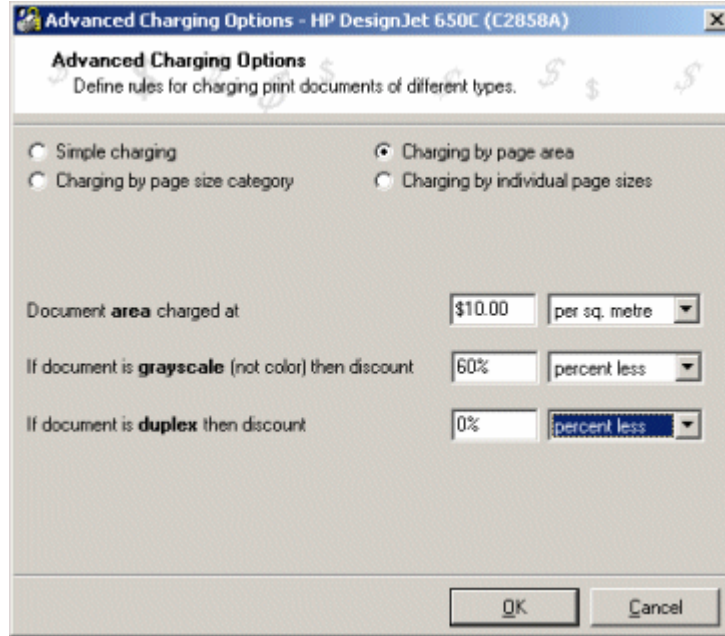 Advanced Charging Options - HP DesignJet 650C (C2858A)
Advanced Charging Options
Define rules for charging print documents of different types.
Simple charging
Charging by page area
Charging by page size category
Charging by individual page sizes
Document area charged at $10.00 per sq. metre
If document is grayscale (not color) then discount 60% percent less
If document is duplex then discount 0% percent less
OK Cancel